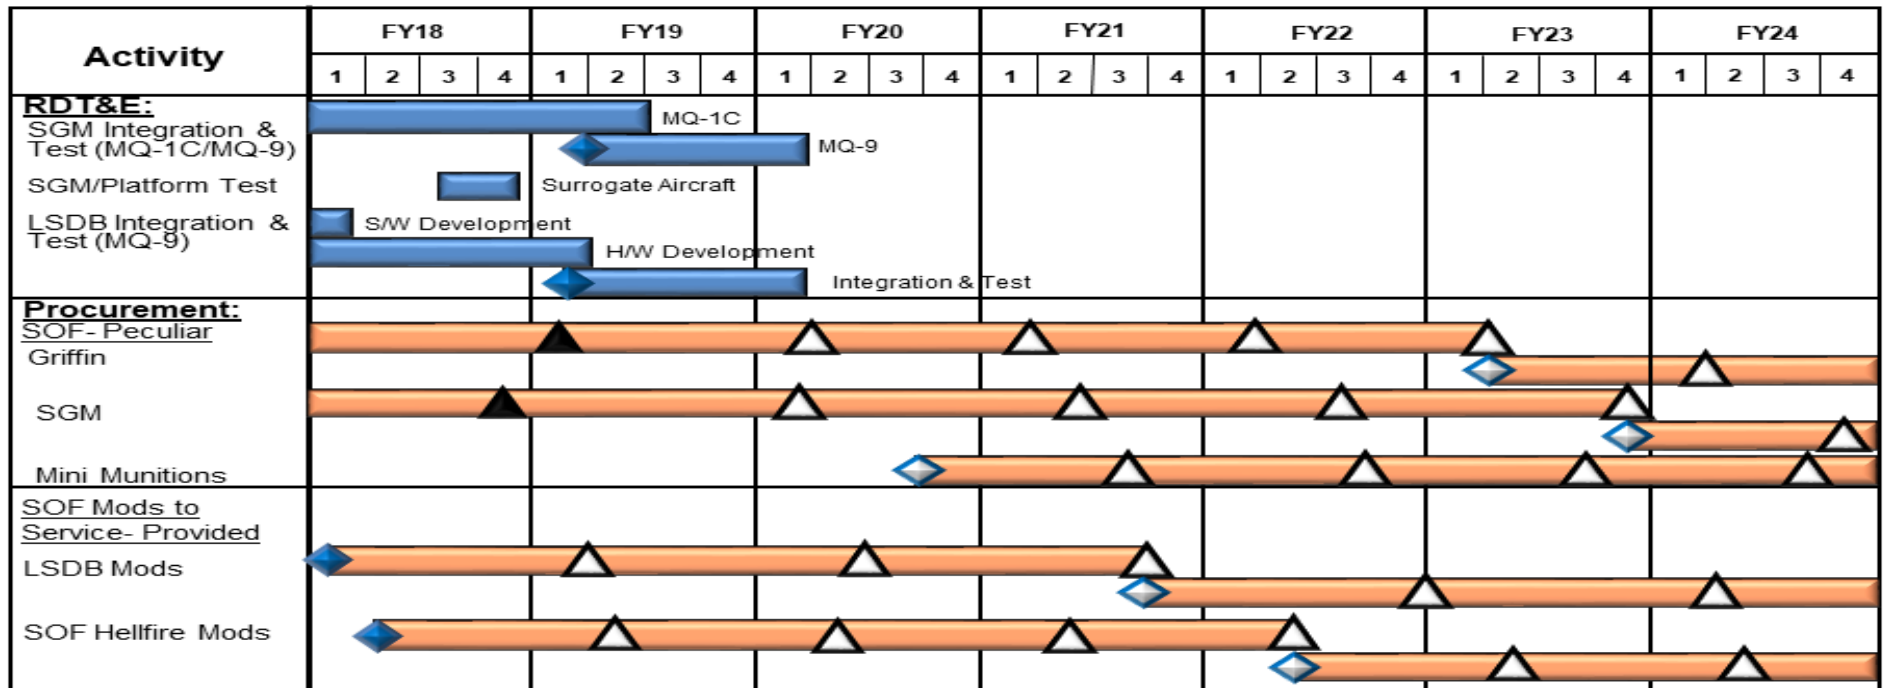 Activity
FY18 FY19 FY20 FY21 FY22 FY23 FY24
1 2 3 4 1 2 3 4 1 2 3 4 1 2 3 4 1 2 3 4 1 2 3 4 1 2 3 4
RDT&E:
SGM Integration &
Test (MQ-1C/MQ-9)
MQ-1C
MQ-9
SGM/Platform Test
Surrogate Aircraft
LSDB Integration &
Test (MQ-9)
S/W Development
H/W Development
Integration & Test
Procurement:
SOF- Peculiar
Griffin
SGM
Mini Munitions
SOF Mods to
Service- Provided
LSDB Mods
SOF Hellfire Mods